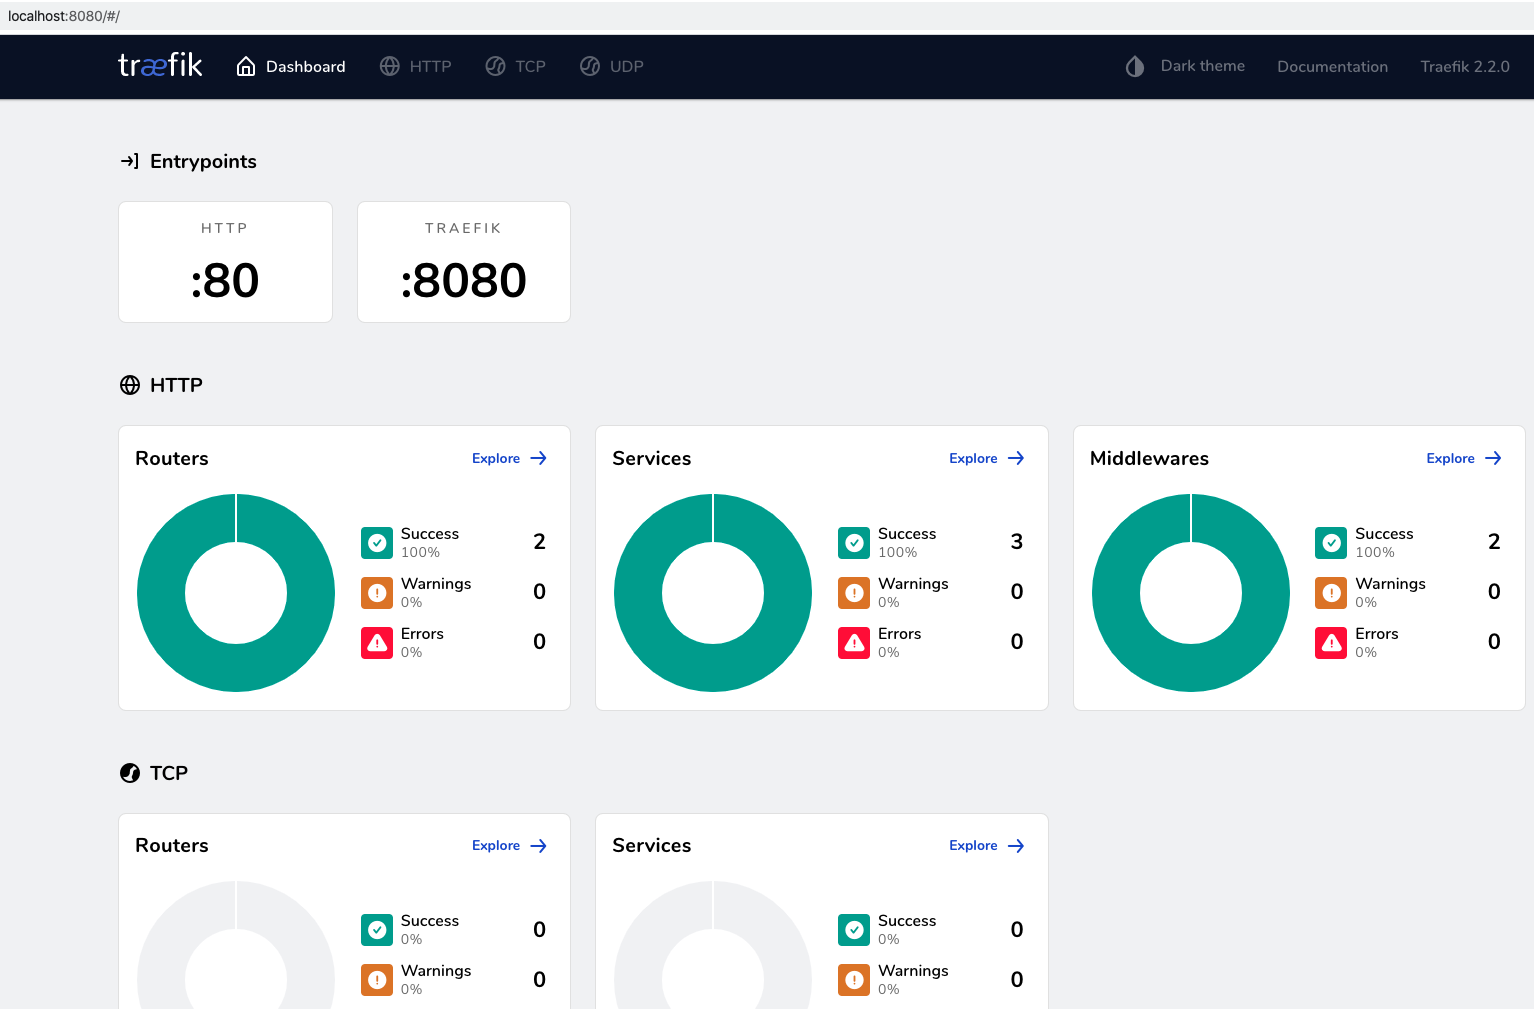 localhost:8080/#/
træfik Dashboard HTTP TCP UDP Dark theme Documentation Traefik 2.2.0
Entrypoints
HTTP
:80
TRAEFIK
:8080
HTTP
Routers Explore
Success 2
100%
Warnings 0
0%
Errors 0
0%
Services Explore
Success 3
100%
Warnings 0
0%
Errors 0
0%
Middlewares Explore
Success 2
100%
Warnings 0
0%
Errors 0
0%
TCP
Routers Explore
Success 0
0%
Warnings 0
0%
Services Explore
Success 0
0%
Warnings 0
0%